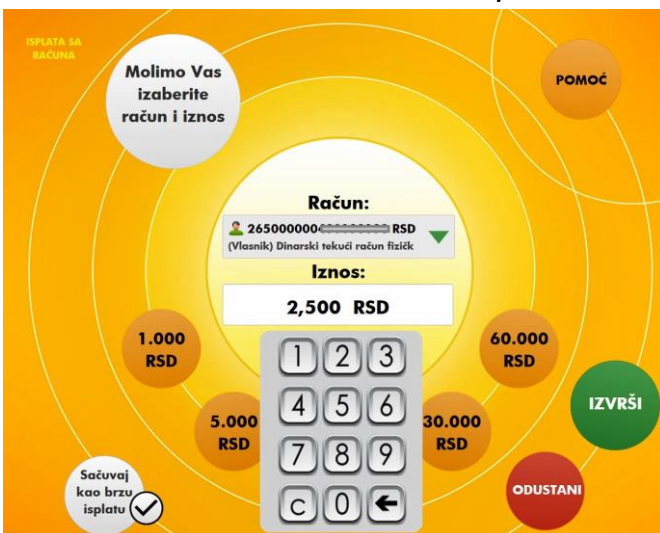 ISPLATA SA
RAČUNA
Molimo Vas
izaberite
račun i iznos
POMOĆ
Račun:
265000000 RSD
(Vlasnik) Dinarski tekući račun fizičk
Iznos:
2,500 RSD
1.000
RSD
60.000
RSD
5.000
RSD
30.000
RSD
1 2 3
4 5 6
7 8 9
C 0
IZVRŠI
Sačuvaj
kao brzu
isplatu
ODUSTANI